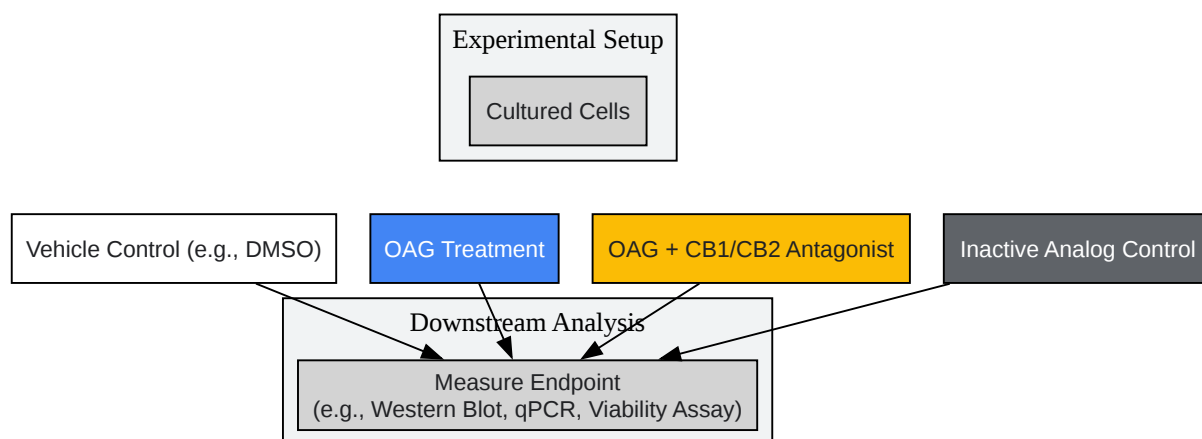 Experimental Setup
Cultured Cells
Vehicle Control (e.g., DMSO)
OAG Treatment
OAG + CB1/CB2 Antagonist
Inactive Analog Control
Downstream Analysis
Measure Endpoint
(e.g., Western Blot, qPCR, Viability Assay)